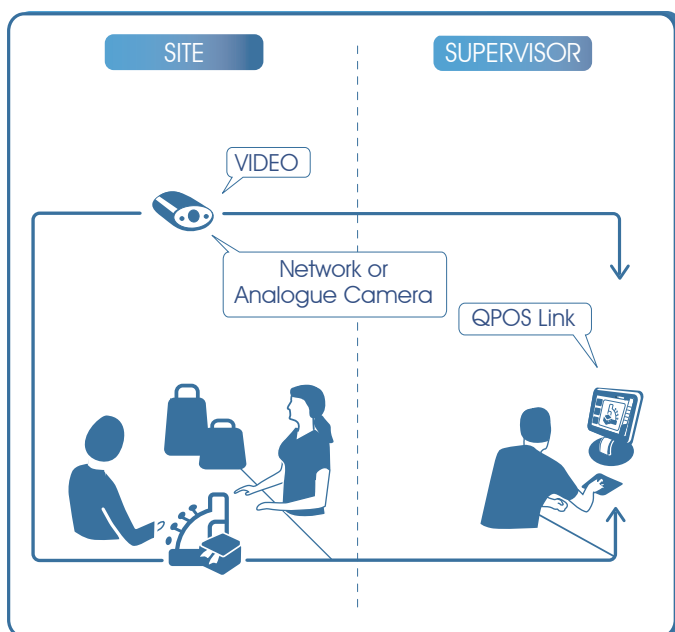 SITE
SUPERVISOR
VIDEO
Network or
Analogue Camera
QPOS Link